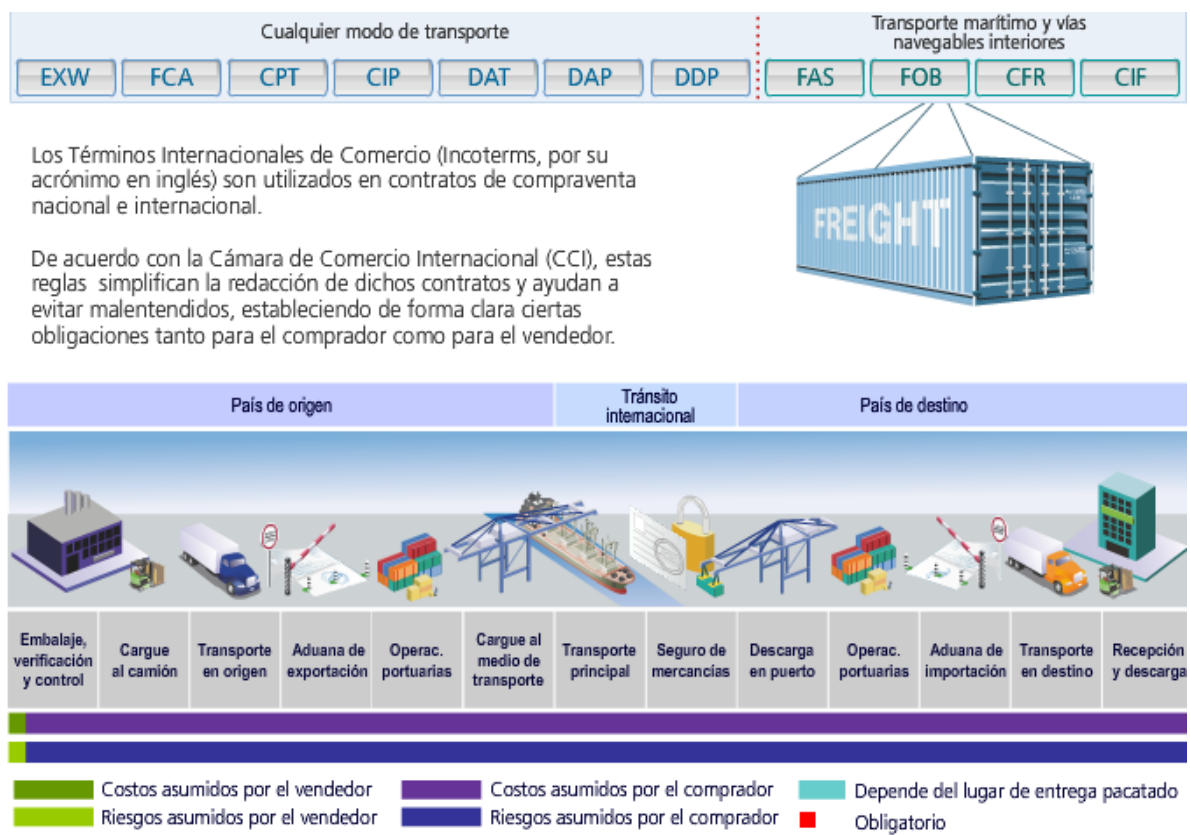 Cualquier modo de transporte
Transporte marítimo y vías
navegables interiores
EXW FCA CPT CIP DAT DAP DDP FAS FOB CFR CIF
Los Términos Internacionales de Comercio (Incoterms, por su
acrónimo en inglés) son utilizados en contratos de compraventa
nacional e internacional.
De acuerdo con la Cámara de Comercio Internacional (CCI), estas
reglas simplifican la redacción de dichos contratos y ayudan a
evitar malentendidos, estableciendo de forma clara ciertas
obligaciones tanto para el comprador como para el vendedor.
FREIGHT
País de origen
Tránsito
internacional
País de destino
Embalaje,
verificación
y control
Cargue
al camión
Transporte
en origen
Aduana de
exportación
Operac.
portuarias
Cargue al
medio de
transporte
Transporte
principal
Seguro de
mercancías
Descarga
en puerto
Operac.
portuarias
Aduana de
importación
Transporte
en destino
Recepción
y descarga
Costos asumidos por el vendedor
Costos asumidos por el comprador
Depende del lugar de entrega pacatado
Riesgos asumidos por el vendedor
Riesgos asumidos por el comprador
Obligatorio